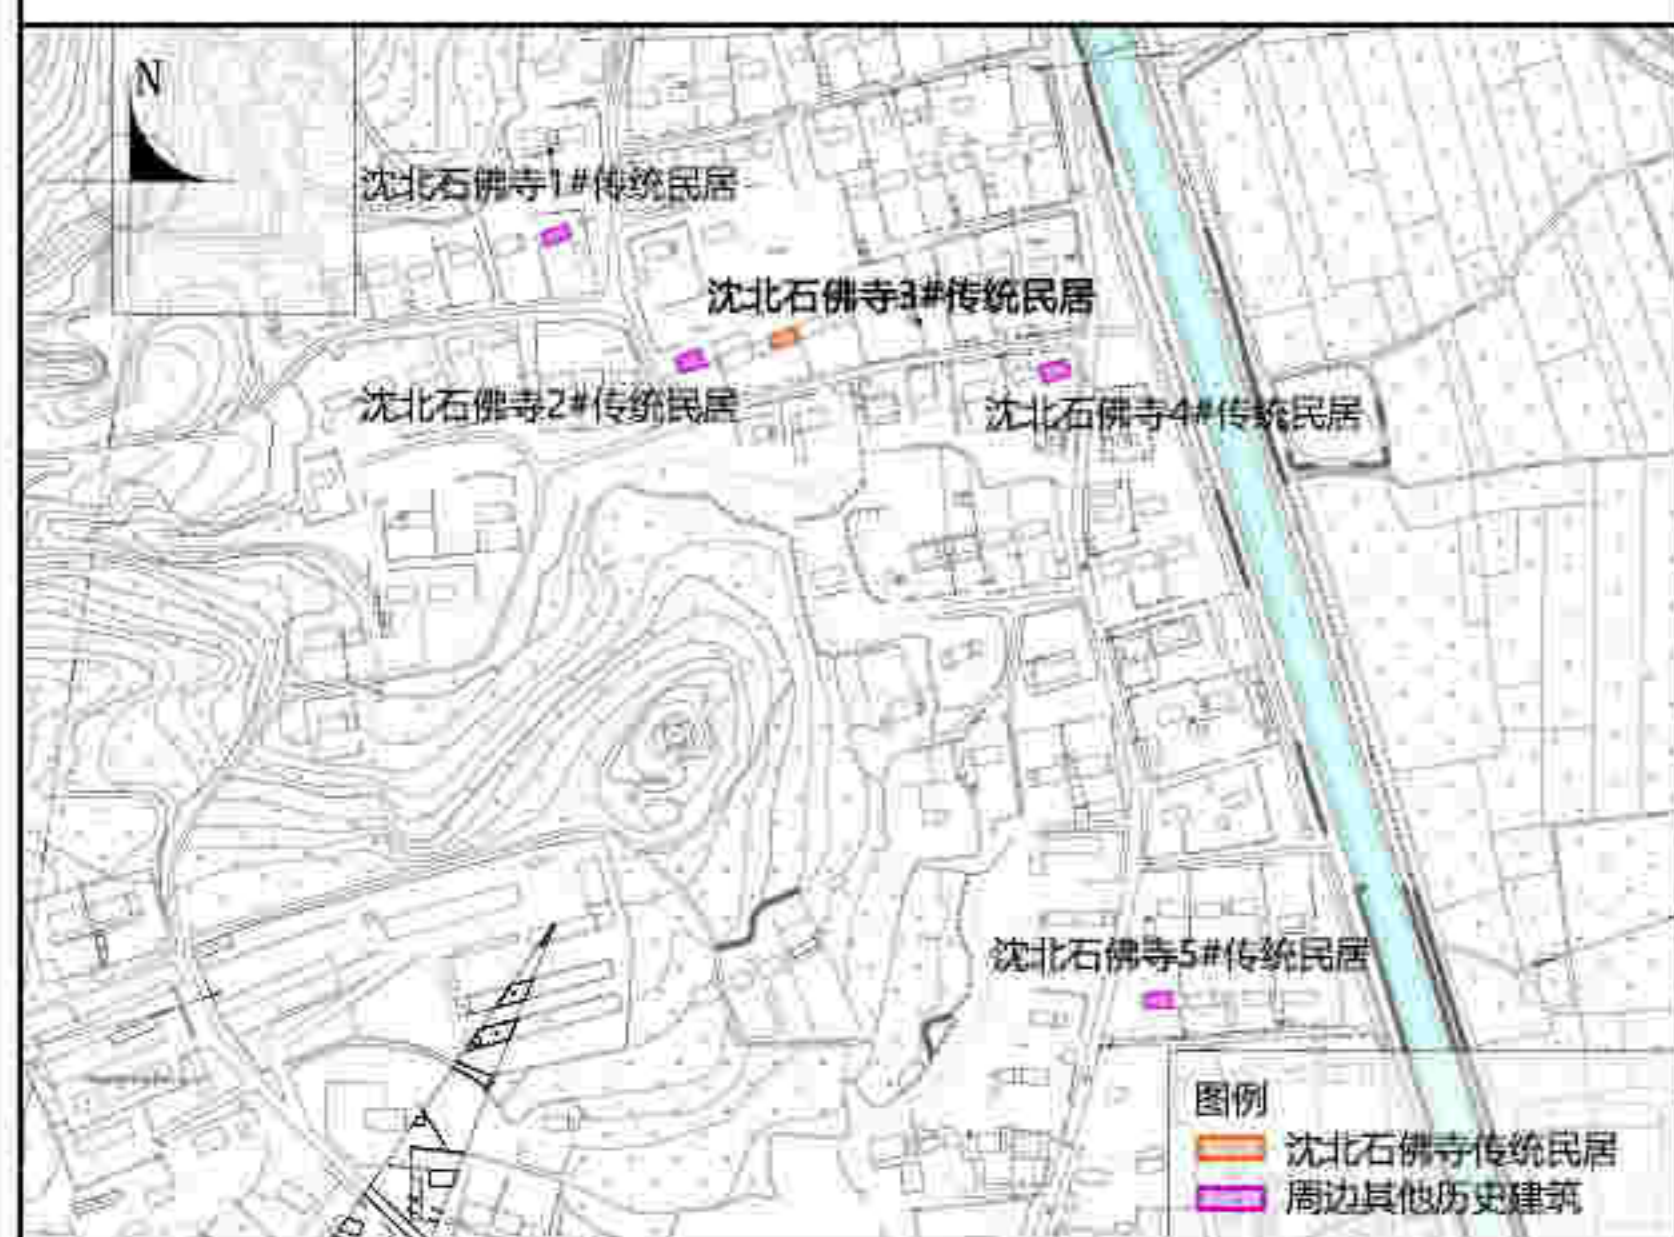 N
沈北石佛寺1#传统民居
沈北石佛寺3#传统民居
沈北石佛寺2#传统民居
沈北石佛寺4#传统民居
沈北石佛寺5#传统民居
图例
沈北石佛寺传统民居
周边其他历史建筑